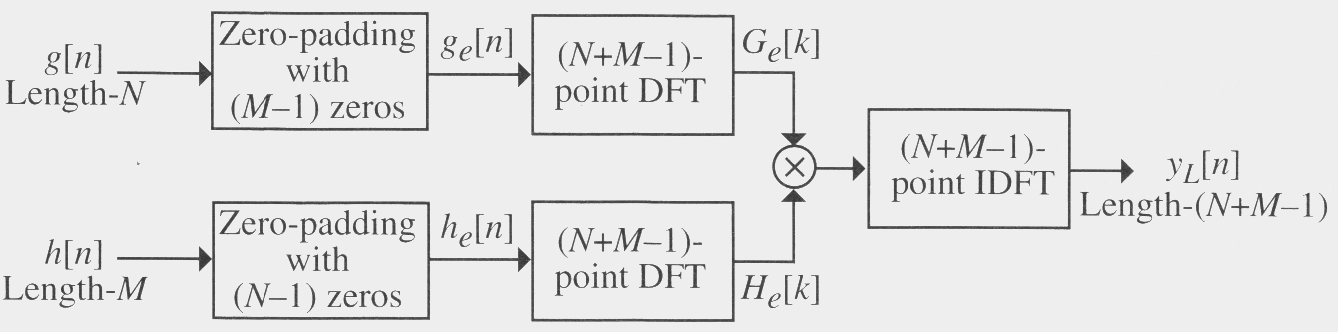 g[n]
Length-N
Zero-padding
with
(M–1) zeros
g_e[n]
(N+M–1)-
point DFT
G_e[k]
h[n]
Length-M
Zero-padding
with
(N–1) zeros
h_e[n]
(N+M–1)-
point DFT
H_e[k]
×
(N+M–1)-
point IDFT
y_L[n]
Length-(N+M–1)